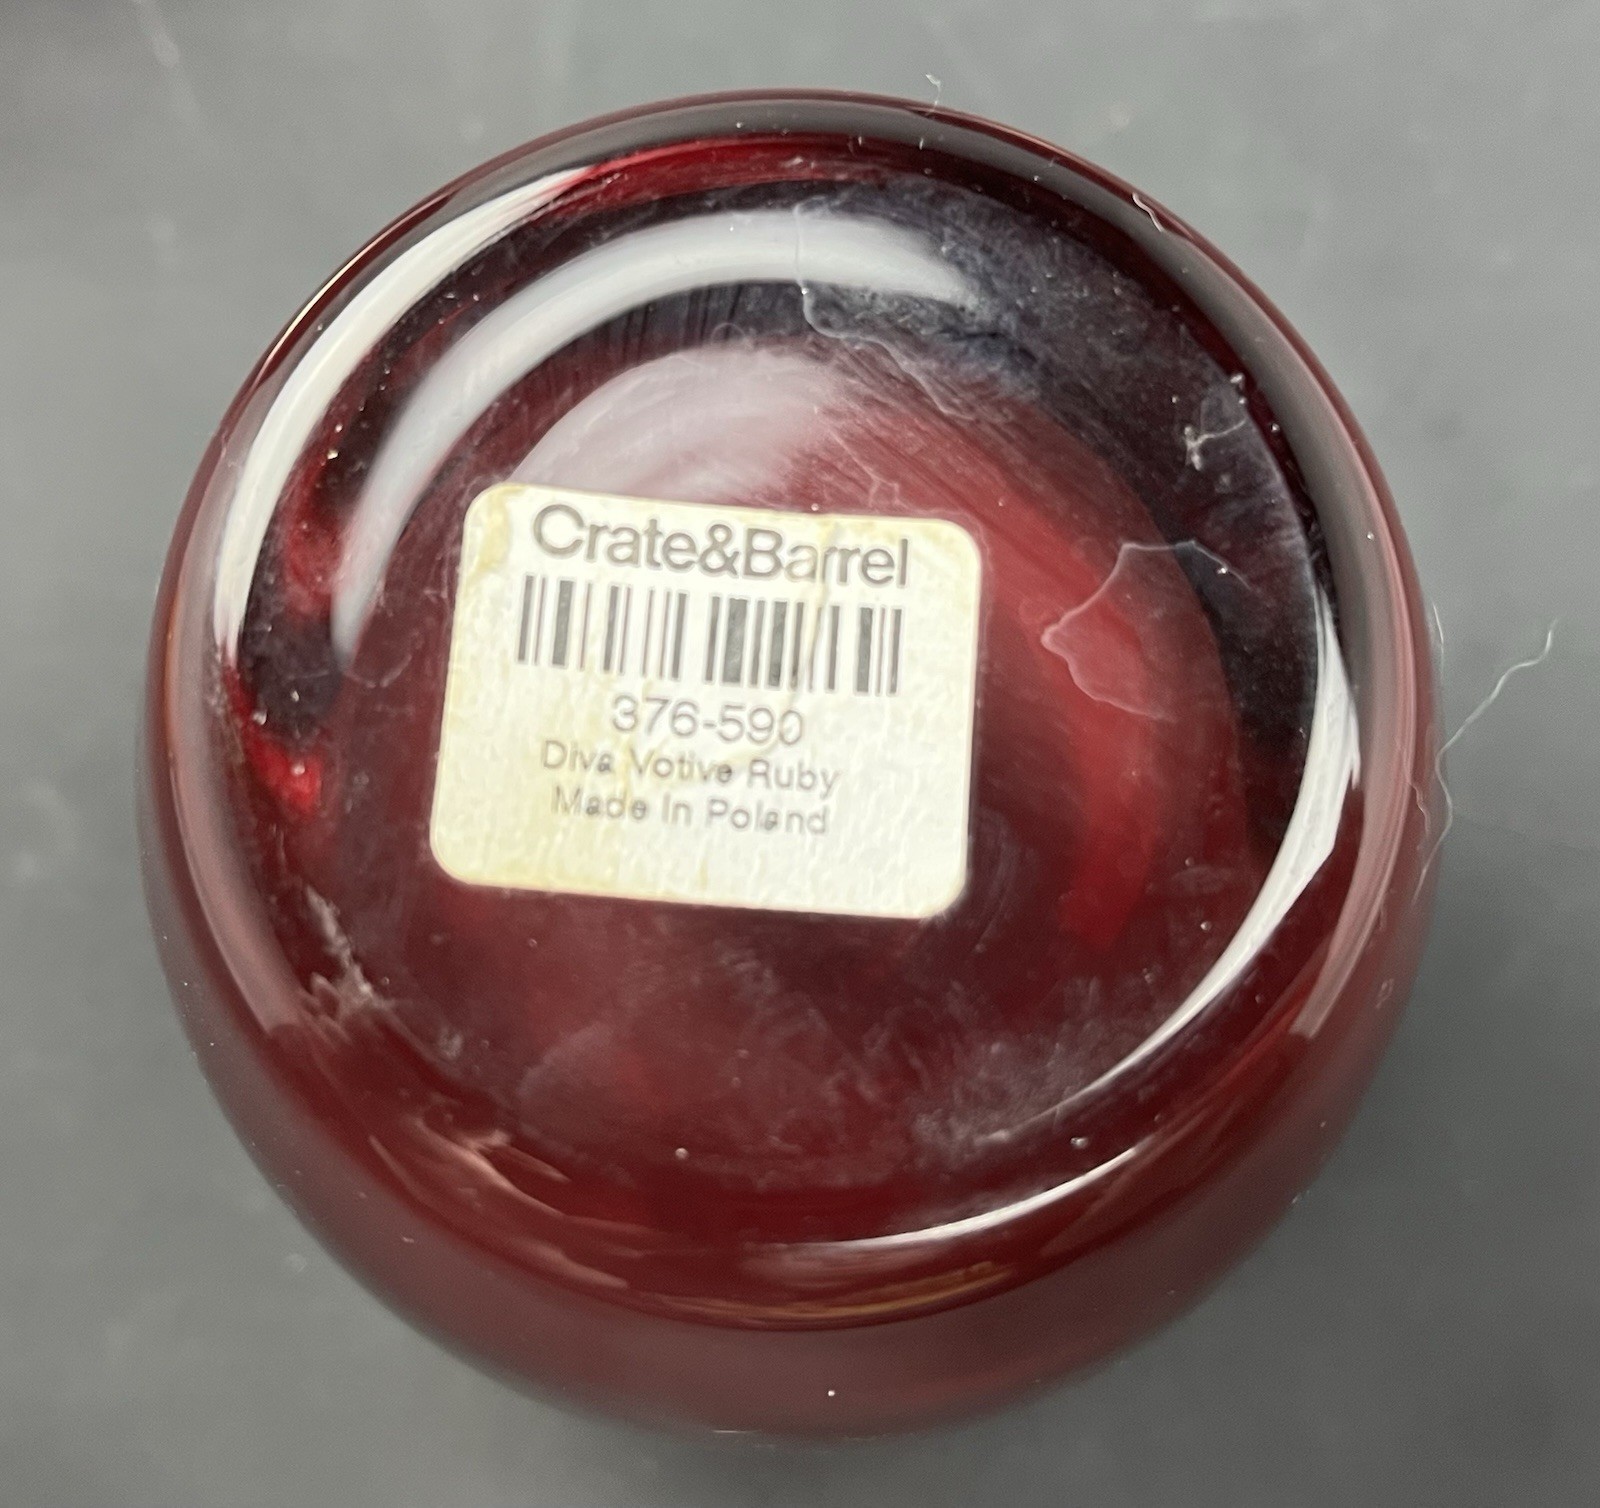 Crate&Barrel
376-590
Diva Votive Ruby
Made In Poland